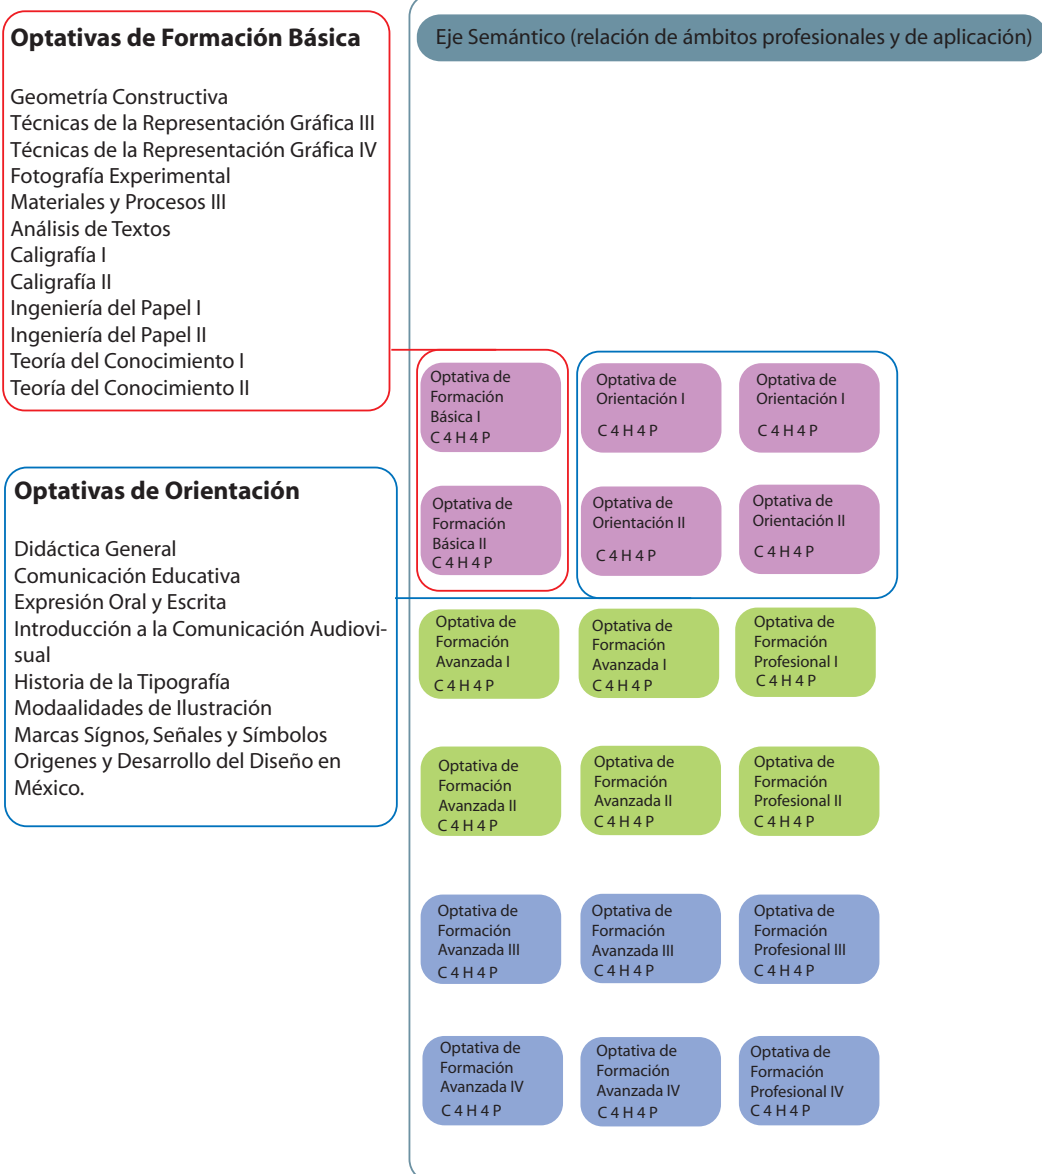 Optativas de Formación Básica
Geometría Constructiva
Técnicas de la Representación Gráfica III
Técnicas de la Representación Gráfica IV
Fotografía Experimental
Materiales y Procesos III
Análisis de Textos
Caligrafía I
Caligrafía II
Ingeniería del Papel I
Ingeniería del Papel II
Teoría del Conocimiento I
Teoría del Conocimiento II
Optativas de Orientación
Didáctica General
Comunicación Educativa
Expresión Oral y Escrita
Introducción a la Comunicación Audiovi-
sual
Historia de la Tipografía
Modaalidades de Ilustración
Marcas Sígnos, Señales y Símbolos
Origenes y Desarrollo del Diseño en
México.
Eje Semántico (relación de ámbitos profesionales y de aplicación)
Optativa de
Formación
Básica I
C 4 H 4 P
Optativa de
Orientación I
C 4 H 4 P
Optativa de
Orientación I
C 4 H 4 P
Optativa de
Formación
Básica II
C 4 H 4 P
Optativa de
Orientación II
C 4 H 4 P
Optativa de
Orientación II
C 4 H 4 P
Optativa de
Formación
Avanzada I
C 4 H 4 P
Optativa de
Formación
Avanzada I
C 4 H 4 P
Optativa de
Formación
Profesional I
C 4 H 4 P
Optativa de
Formación
Avanzada II
C 4 H 4 P
Optativa de
Formación
Avanzada II
C 4 H 4 P
Optativa de
Formación
Profesional II
C 4 H 4 P
Optativa de
Formación
Avanzada III
C 4 H 4 P
Optativa de
Formación
Avanzada III
C 4 H 4 P
Optativa de
Formación
Profesional III
C 4 H 4 P
Optativa de
Formación
Avanzada IV
C 4 H 4 P
Optativa de
Formación
Avanzada IV
C 4 H 4 P
Optativa de
Formación
Profesional IV
C 4 H 4 P